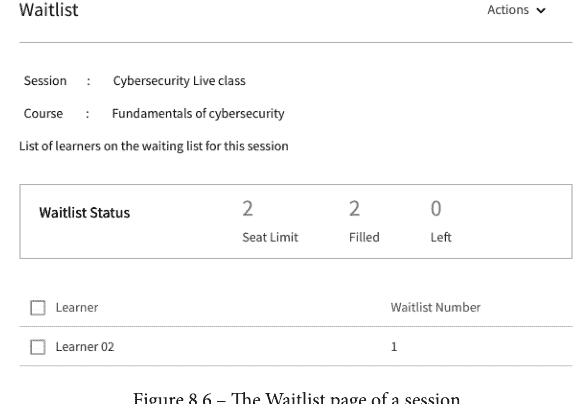 Waitlist Actions
Session : Cybersecurity Live class
Course : Fundamentals of cybersecurity
List of learners on the waiting list for this session
Waitlist Status 2 2 0
Seat Limit Filled Left
Learner Waitlist Number
Learner 02 1
Figure 8.6 – The Waitlist page of a session